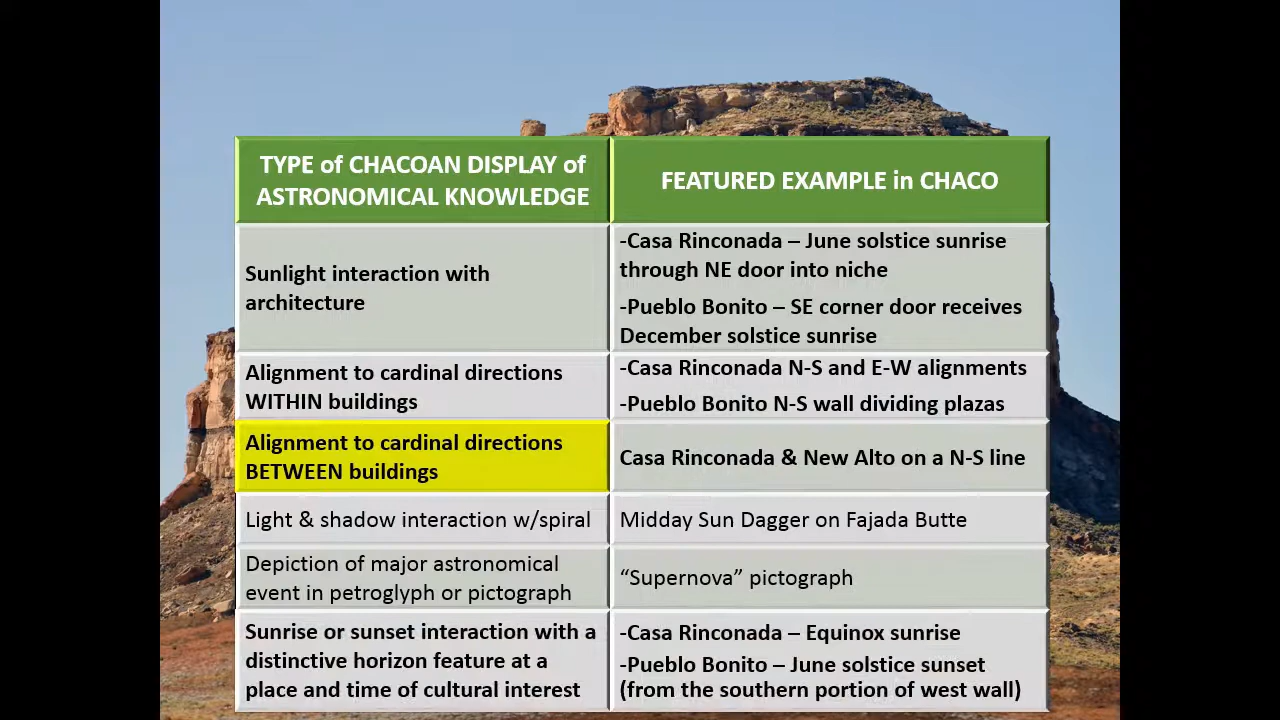 TYPE of CHACOAN DISPLAY of
ASTRONOMICAL KNOWLEDGE
FEATURED EXAMPLE in CHACO
Sunlight interaction with
architecture
-Casa Rinconada – June solstice sunrise
through NE door into niche
-Pueblo Bonito – SE corner door receives
December solstice sunrise
Alignment to cardinal directions
WITHIN buildings
-Casa Rinconada N-S and E-W alignments
-Pueblo Bonito N-S wall dividing plazas
Alignment to cardinal directions
BETWEEN buildings
Casa Rinconada & New Alto on a N-S line
Light & shadow interaction w/spiral
Midday Sun Dagger on Fajada Butte
Depiction of major astronomical
event in petroglyph or pictograph
“Supernova” pictograph
Sunrise or sunset interaction with a
distinctive horizon feature at a
place and time of cultural interest
-Casa Rinconada – Equinox sunrise
-Pueblo Bonito – June solstice sunset
(from the southern portion of west wall)